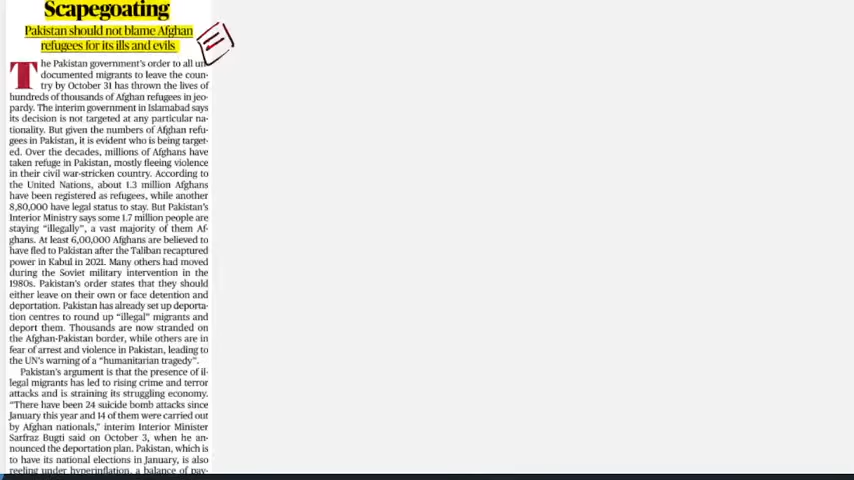 Scapegoating
Pakistan should not blame Afghan
refugees for its ills and evils
The Pakistan government's order to all un-
documented migrants to leave the coun-
try by October 31 has thrown the lives of
hundreds of thousands of Afghan refugees in jeo-
pardy. The interim government in Islamabad says
its decision is not targeted at any particular na-
tionality. But given the numbers of Afghan refu-
gees in Pakistan, it is evident who is being target-
ed. Over the decades, millions of Afghans have
taken refuge in Pakistan, mostly fleeing violence
in their civil war-stricken country. According to
the United Nations, about 1.3 million Afghans
have been registered as refugees, while another
8,80,000 have legal status to stay. But Pakistan's
Interior Ministry says some 1.7 million people are
staying "illegally", a vast majority of them Af-
ghans. At least 6,00,000 Afghans are believed to
have fled to Pakistan after the Taliban recaptured
power in Kabul in 2021. Many others had moved
during the Soviet military intervention in the
1980s. Pakistan's order states that they should
either leave on their own or face detention and
deportation. Pakistan has already set up deporta-
tion centres to round up "illegal" migrants and
deport them. Thousands are now stranded on
the Afghan-Pakistan border, while others are in
fear of arrest and violence in Pakistan, leading to
the UN's warning of a "humanitarian tragedy".
Pakistan's argument is that the presence of il-
legal migrants has led to rising crime and terror
attacks and is straining its struggling economy.
"There have been 24 suicide bomb attacks since
January this year and 14 of them were carried out
by Afghan nationals," interim Interior Minister
Sarfraz Bugti said on October 3, when he an-
nounced the deportation plan. Pakistan, which is
to have its national elections in January, is also
reeling under hyperinflation, a balance of pay-